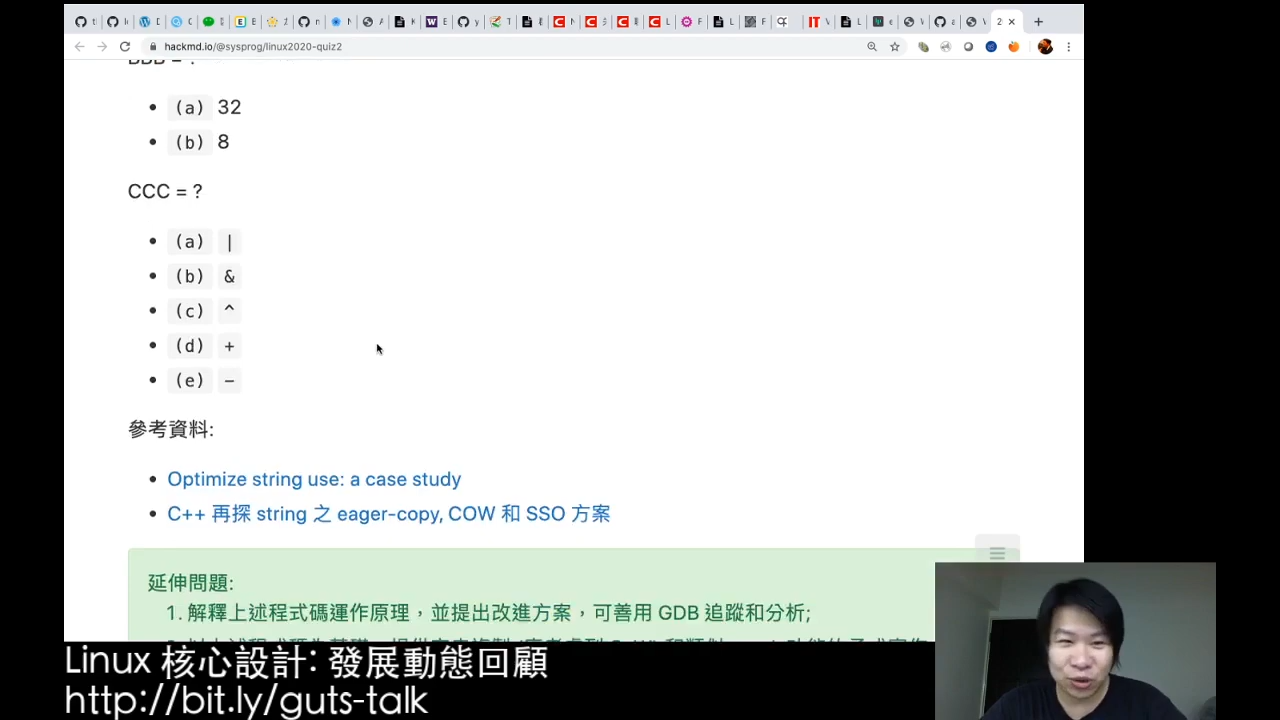 hackmd.io/@sysprog/linux2020-quiz2
(a) 32
(b) 8
CCC = ?
(a) |
(b) &
(c) ^
(d) +
(e) -
參考資料:
Optimize string use: a case study
C++ 再探 string 之 eager-copy, COW 和 SSO 方案
延伸問題:
1. 解釋上述程式碼運作原理，並提出改進方案，可善用 GDB 追蹤和分析;
Linux 核心設計: 發展動態回顧
http://bit.ly/guts-talk